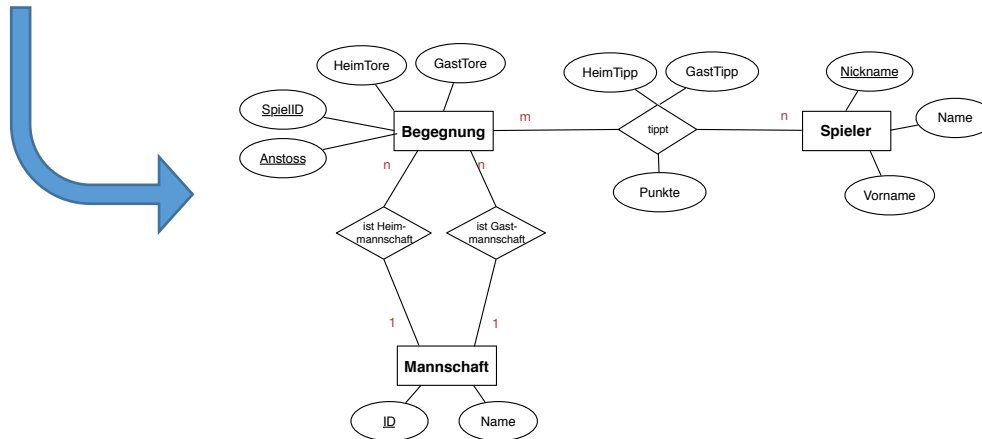 HeimTore
GastTore
HeimTipp
GastTipp
Nickname
SpielID
Begegnung
m
tippt
n
Spieler
Name
Anstoss
n
n
Punkte
Vorname
ist Heim-
mannschaft
ist Gast-
mannschaft
1
1
Mannschaft
ID
Name